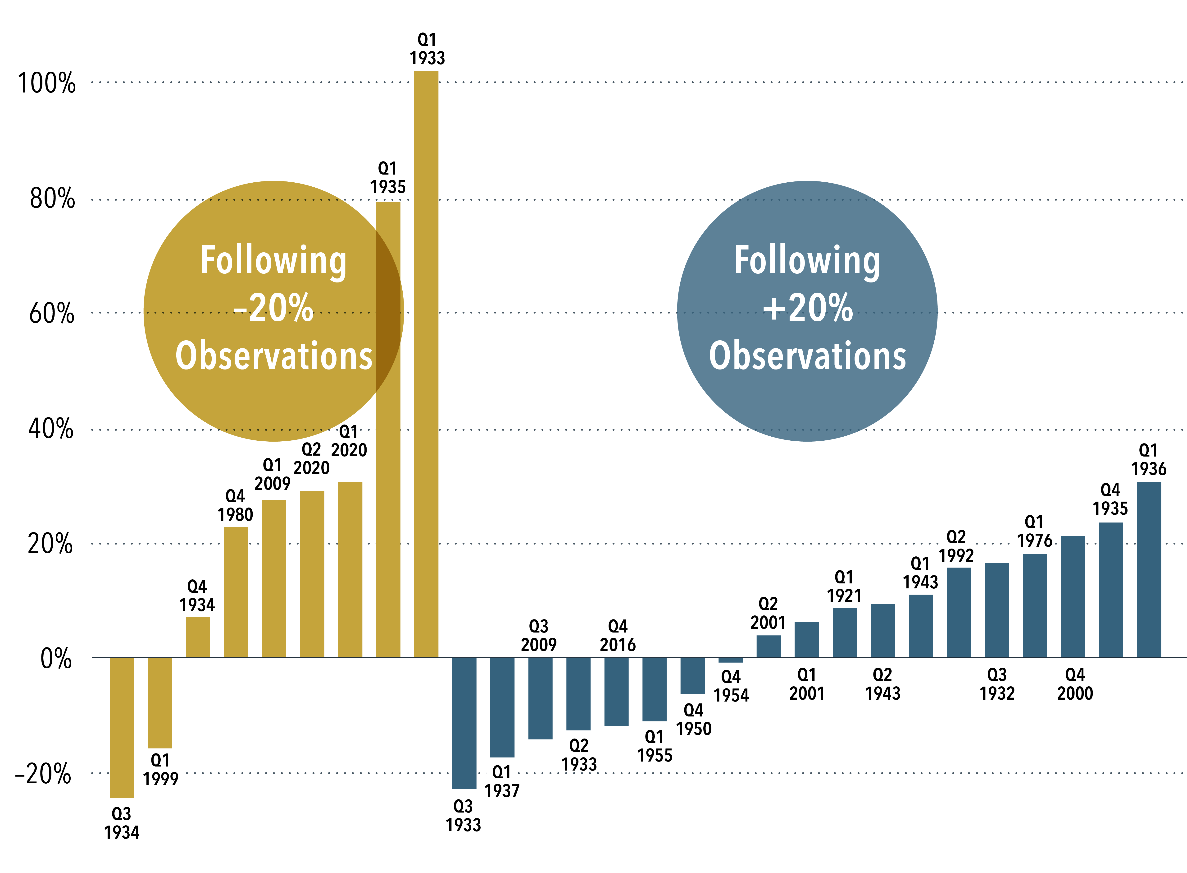 100%
80%
60%
40%
20%
0%
–20%
Following
–20%
Observations
Following
+20%
Observations
Q3
1934
Q1
1999
Q4
1934
Q4
1980
Q1
2009
Q2
2020
Q1
2020
Q1
1935
Q1
1933
Q3
1933
Q1
1937
Q3
2009
Q2
1933
Q4
2016
Q1
1955
Q4
1950
Q4
1954
Q2
2001
Q1
2001
Q1
1921
Q2
1943
Q1
1943
Q2
1992
Q3
1932
Q1
1976
Q4
2000
Q4
1935
Q1
1936